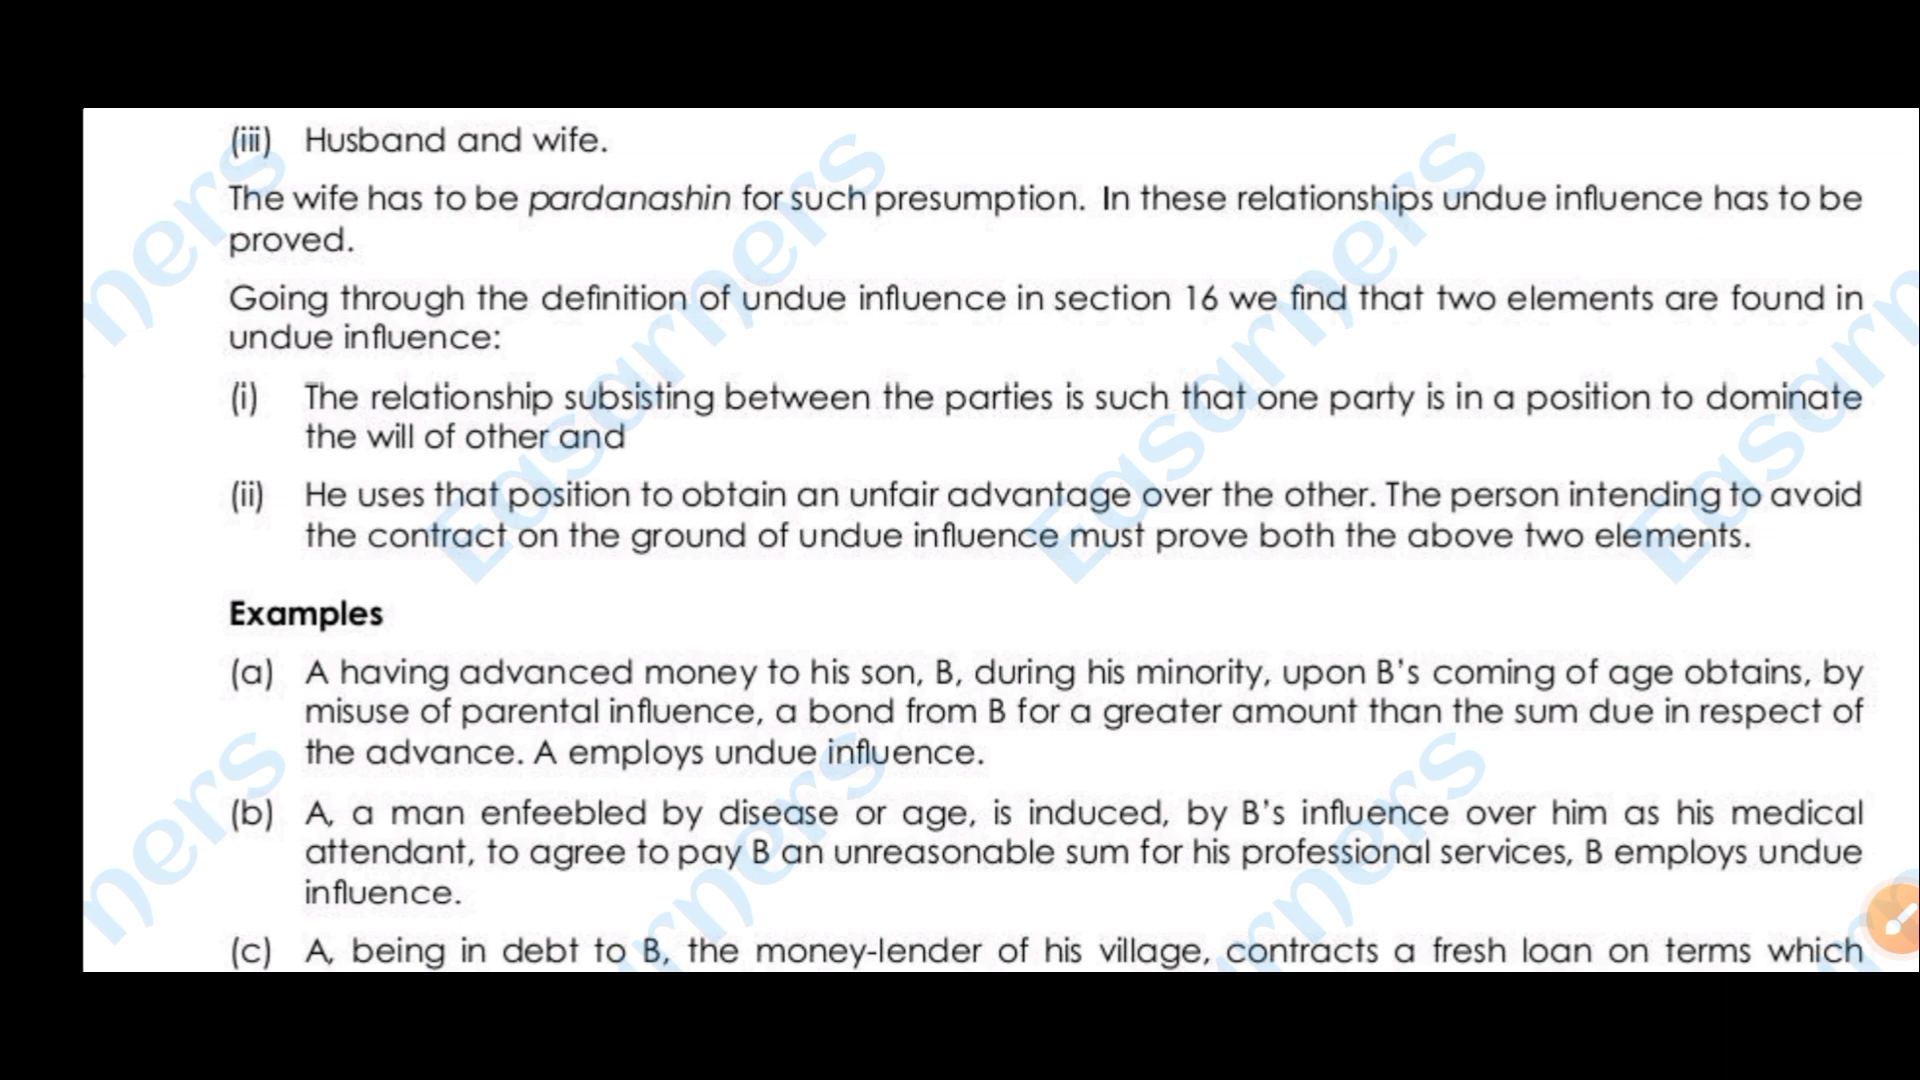 (iii) Husband and wife.
The wife has to be pardanashin for such presumption. In these relationships undue influence has to be
proved.
Going through the definition of undue influence in section 16 we find that two elements are found in
undue influence:
(i) The relationship subsisting between the parties is such that one party is in a position to dominate
the will of other and
(ii) He uses that position to obtain an unfair advantage over the other. The person intending to avoid
the contract on the ground of undue influence must prove both the above two elements.
Examples
(a) A having advanced money to his son, B, during his minority, upon B's coming of age obtains, by
misuse of parental influence, a bond from B for a greater amount than the sum due in respect of
the advance. A employs undue influence.
(b) A, a man enfeebled by disease or age, is induced, by B's influence over him as his medical
attendant, to agree to pay B an unreasonable sum for his professional services, B employs undue
influence.
(c) A, being in debt to B, the money-lender of his village, contracts a fresh loan on terms which
Easarners
Easarners